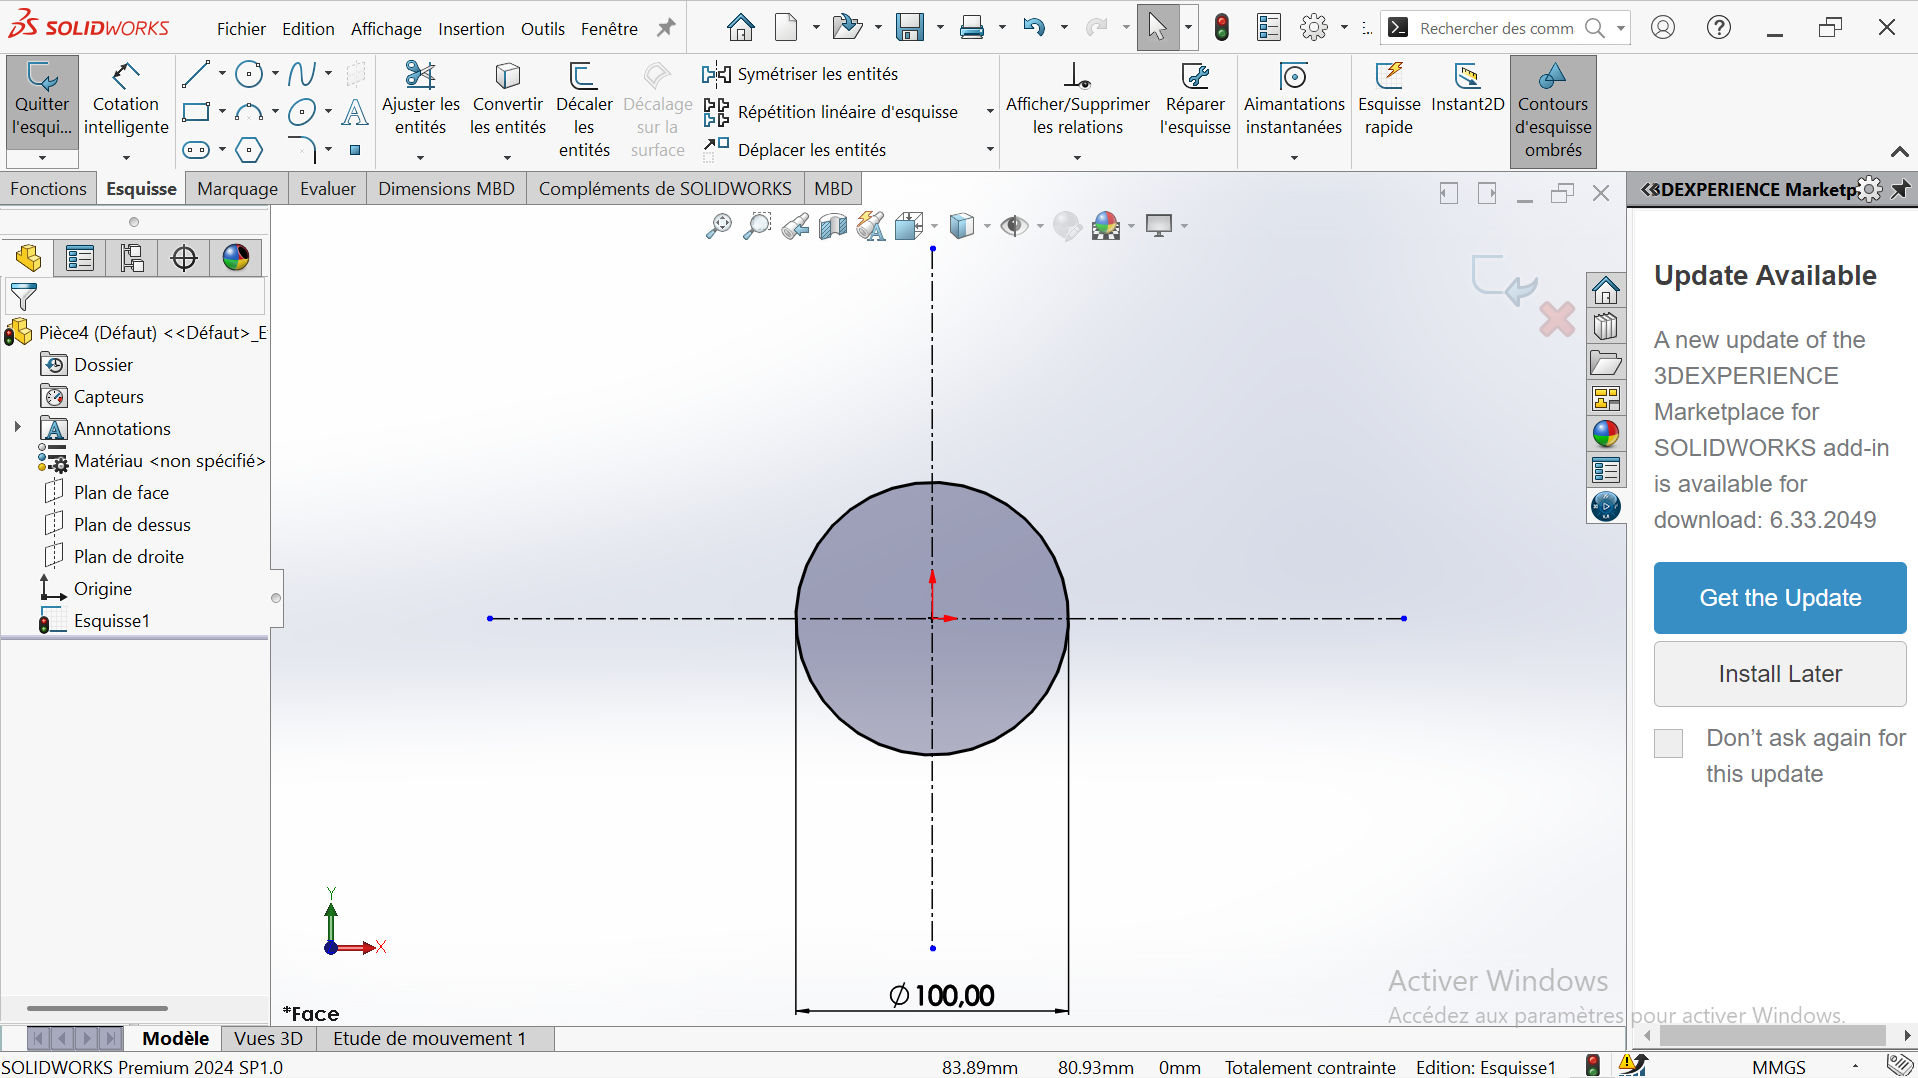 SOLIDWORKS
Fichier Edition Affichage Insertion Outils Fenêtre
Rechercher des comm
Quitter l'esqui...
Cotation intelligente
Ajuster les entités
Convertir les entités
Décaler les entités
Décalage sur la surface
Symétriser les entités
Répétition linéaire d'esquisse
Déplacer les entités
Afficher/Supprimer les relations
Réparer l'esquisse
Aimantations instantanées
Esquisse rapide
Instant2D
Contours d'esquisse ombrés
Fonctions Esquisse Marquage Evaluer Dimensions MBD Compléments de SOLIDWORKS MBD
3DEXPERIENCE Marketp
Pièce4 (Défaut) <<Défaut>_E
Dossier
Capteurs
Annotations
Matériau <non spécifié>
Plan de face
Plan de dessus
Plan de droite
Origine
Esquisse1
Update Available
A new update of the
3DEXPERIENCE
Marketplace for
SOLIDWORKS add-in
is available for
download: 6.33.2049
Get the Update
Install Later
Don't ask again for
this update
Y
X
*Face
∅100,00
Activer Windows
Accédez aux paramètres pour activer Windows.
Modèle Vues 3D Etude de mouvement 1
SOLIDWORKS Premium 2024 SP1.0 83.89mm 80.93mm 0mm Totalement contrainte Edition: Esquisse1 MMGS